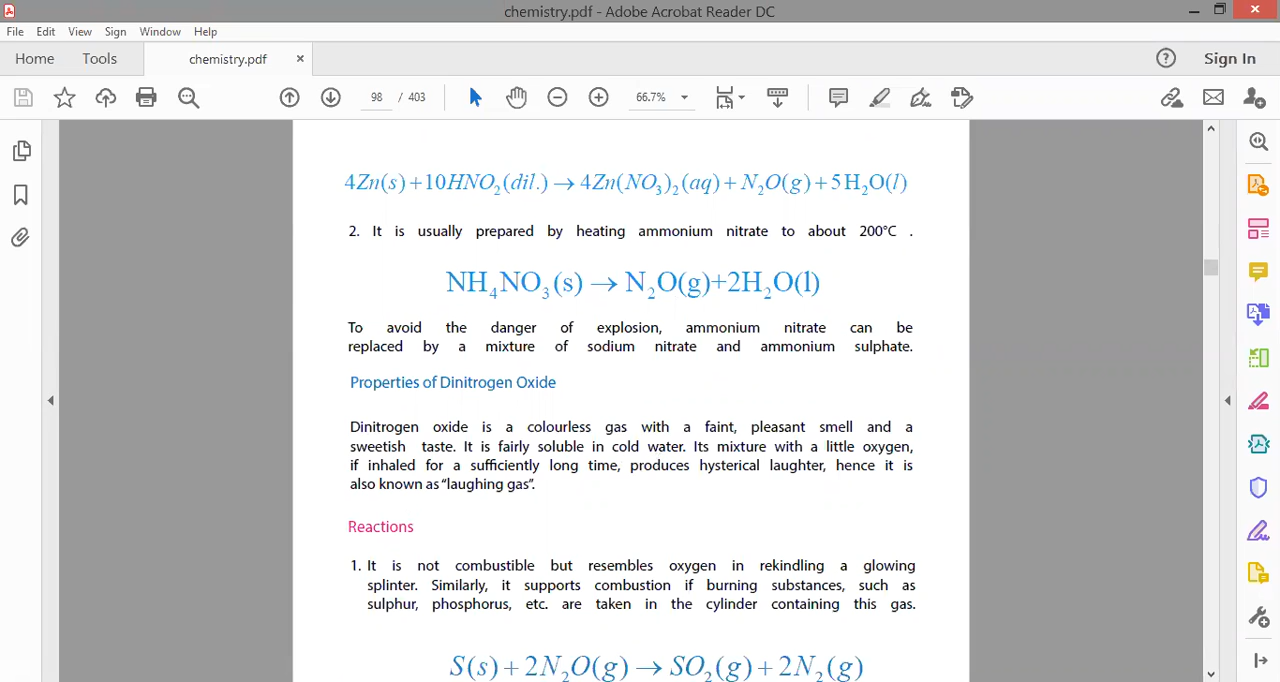 chemistry.pdf - Adobe Acrobat Reader DC
File Edit View Sign Window Help
Home Tools chemistry.pdf × ? Sign In
98 / 403 66.7%
4Zn(s)+10HNO₂(dil.)→4Zn(NO₃)₂(aq)+N₂O(g)+5H₂O(l)
2. It is usually prepared by heating ammonium nitrate to about 200°C .
NH₄NO₃(s)→N₂O(g)+2H₂O(l)
To avoid the danger of explosion, ammonium nitrate can be
replaced by a mixture of sodium nitrate and ammonium sulphate.
Properties of Dinitrogen Oxide
Dinitrogen oxide is a colourless gas with a faint, pleasant smell and a
sweetish taste. It is fairly soluble in cold water. Its mixture with a little oxygen,
if inhaled for a sufficiently long time, produces hysterical laughter, hence it is
also known as “laughing gas”.
Reactions
1. It is not combustible but resembles oxygen in rekindling a glowing
splinter. Similarly, it supports combustion if burning substances, such as
sulphur, phosphorus, etc. are taken in the cylinder containing this gas.
S(s)+2N₂O(g)→SO₂(g)+2N₂(g)